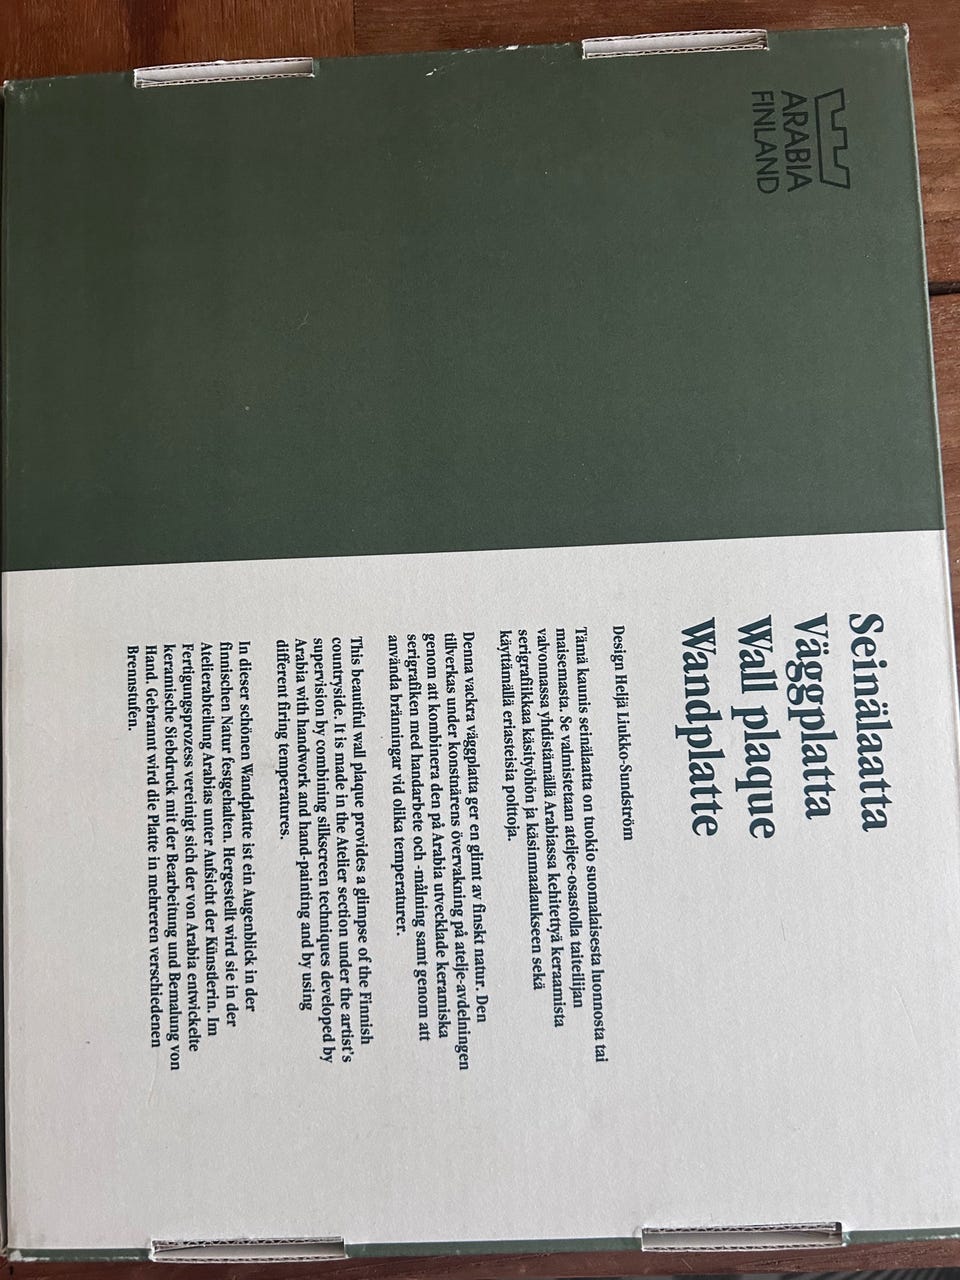 ARABIA
FINLAND
Seinälaatta
Väggplatta
Wall plaque
Wandplatte
Design Heljä Liukko-Sundström
Tämä kaunis seinälaatta on tuokio suomalaisesta luonnosta tai
maisemasta. Se valmistetaan ateljee-osastolla taiteilijan
valvonnassa yhdistämällä Arabiassa kehitettyä keraamista
serigrafiikkaa käsityöhön ja käsinmaalaukseen sekä
käyttämällä eriasteisia polttoja.
Denna vackra väggplatta ger en glimt av finskt natur. Den
tillverkas under konstnärens övervakning på atelje-avdelningen
genom att kombinera den på Arabia utvecklade keramiska
serigrafiken med handarbete och -målning samt genom att
använda bränningar vid olika temperaturer.
This beautiful wall plaque provides a glimpse of the Finnish
countryside. It is made in the Atelier section under the artist's
supervision by combining silkscreen techniques developed by
Arabia with handwork and hand-painting and by using
different firing temperatures.
In dieser schönen Wandplatte ist ein Augenblick in der
finnischen Natur festgehalten. Hergestellt wird sie in der
Atelierabteilung Arabias unter Aufsicht der Künstlerin. Im
Fertigungsprozess vereinigt sich der von Arabia entwickelte
keramische Siebdruck mit der Bearbeitung und Bemalung von
Hand. Gebrannt wird die Platte in mehreren verschiedenen
Brennstufen.